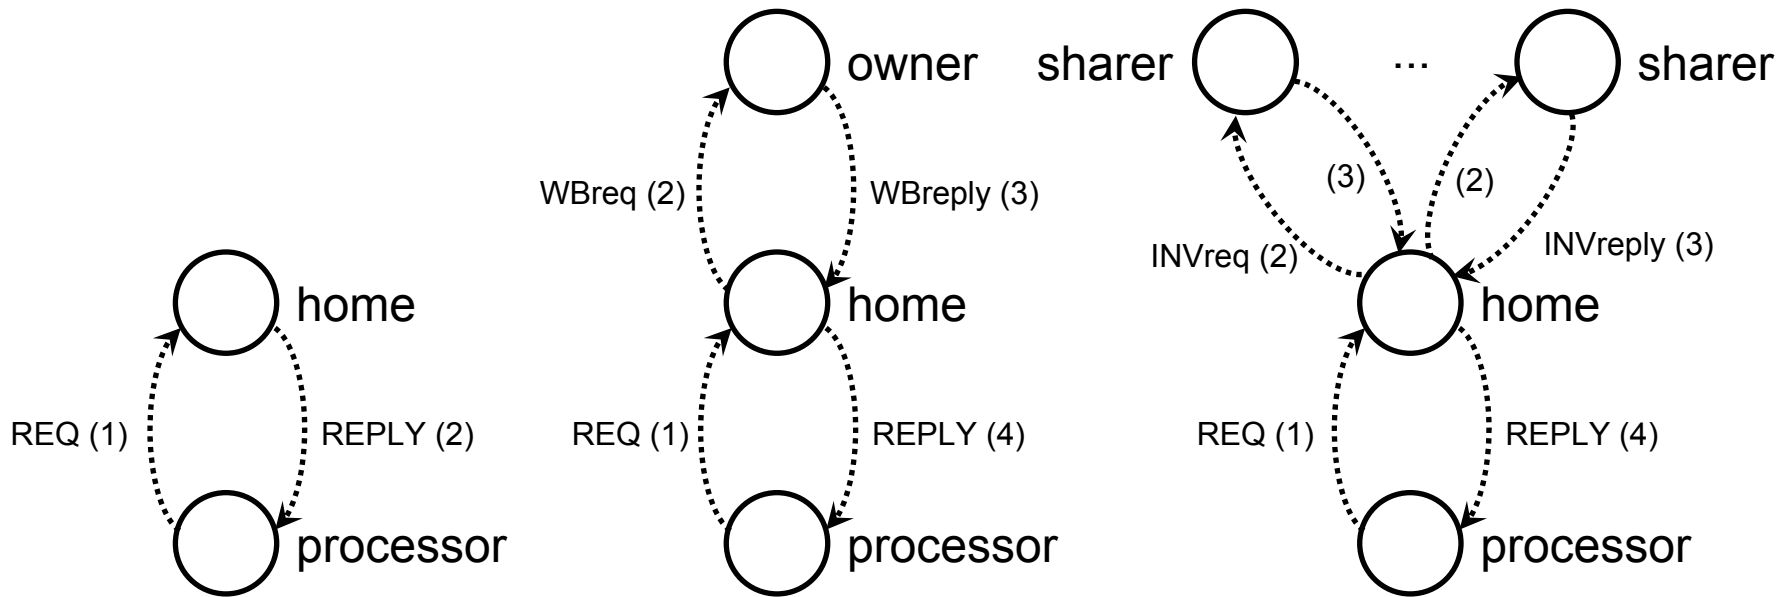 owner
sharer
...
sharer
WBreq (2)
WBreply (3)
(3)
(2)
INVreq (2)
INVreply (3)
home
home
home
REQ (1)
REPLY (2)
REQ (1)
REPLY (4)
REQ (1)
REPLY (4)
processor
processor
processor